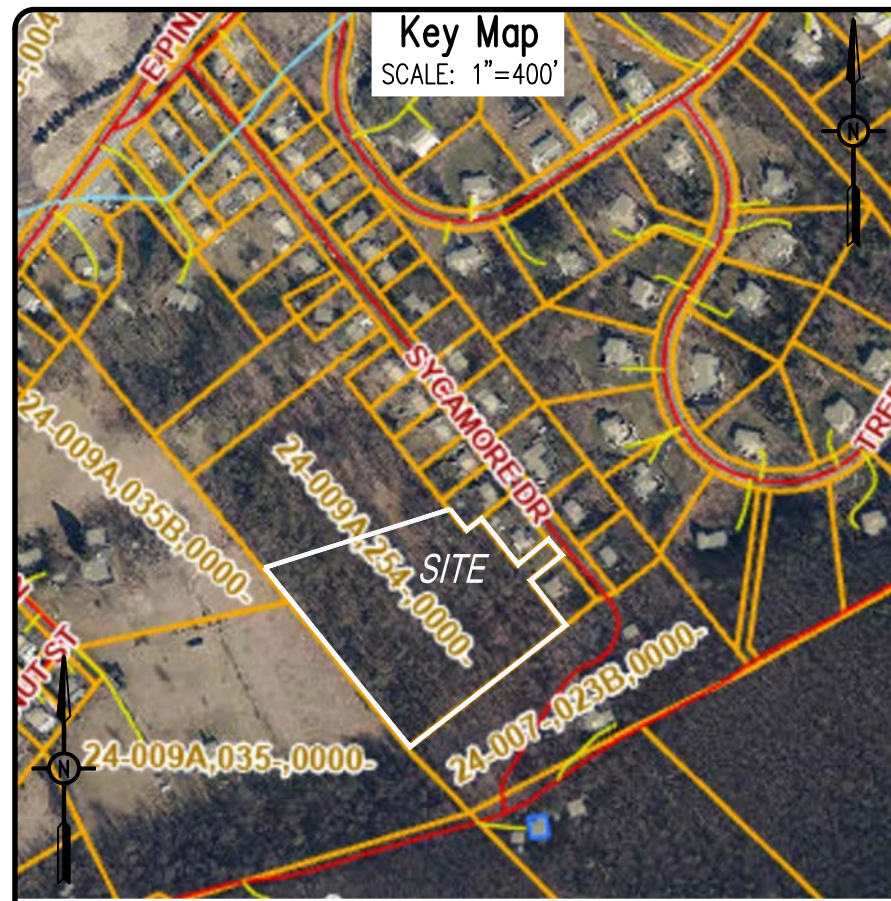 Key Map
SCALE: 1"=400'
N
SYCAMORE DR
24-009A,035B,0000-
24-009A,254-,0000-
SITE
24-007-,023B,0000-
24-009A,035-,0000-
N